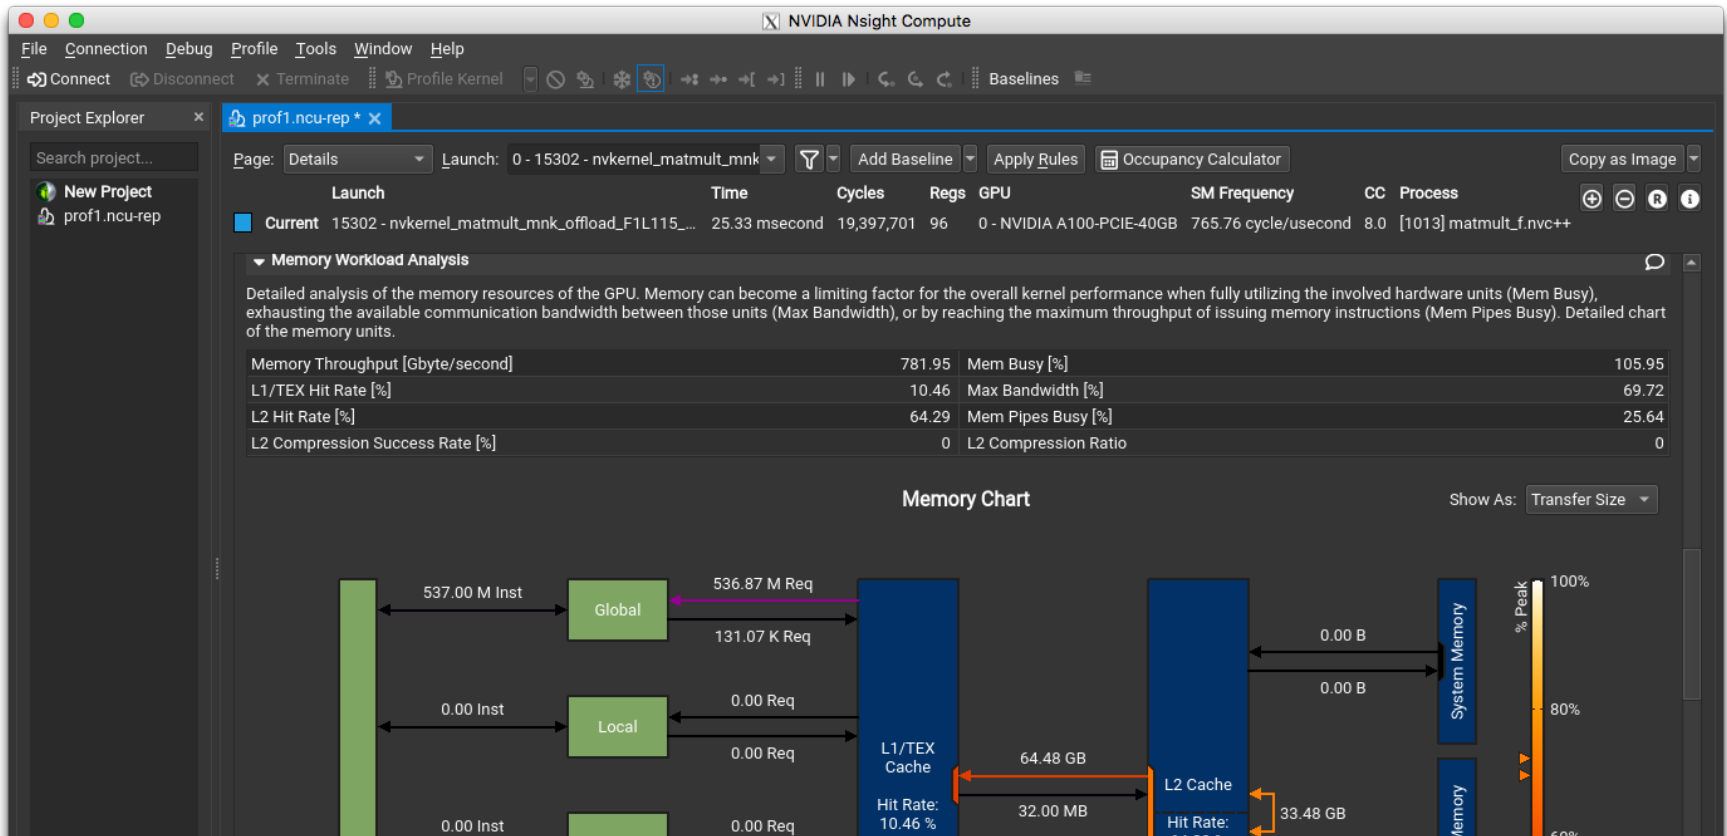 NVIDIA Nsight Compute
File Connection Debug Profile Tools Window Help
Connect Disconnect Terminate Profile Kernel Baselines
Project Explorer
prof1.ncu-rep *
Search project...
New Project
prof1.ncu-rep
Page: Details Launch: 0 - 15302 - nvkernel_matmult_mnk Add Baseline Apply Rules Occupancy Calculator Copy as Image
Launch Time Cycles Regs GPU SM Frequency CC Process
Current 15302 - nvkernel_matmult_mnk_offload_F1L115_... 25.33 msecond 19,397,701 96 0 - NVIDIA A100-PCIE-40GB 765.76 cycle/usecond 8.0 [1013] matmult_f.nvc++
Memory Workload Analysis
Detailed analysis of the memory resources of the GPU. Memory can become a limiting factor for the overall kernel performance when fully utilizing the involved hardware units (Mem Busy),
exhausting the available communication bandwidth between those units (Max Bandwidth), or by reaching the maximum throughput of issuing memory instructions (Mem Pipes Busy). Detailed chart
of the memory units.
Memory Throughput [Gbyte/second] 781.95 Mem Busy [%] 105.95
L1/TEX Hit Rate [%] 10.46 Max Bandwidth [%] 69.72
L2 Hit Rate [%] 64.29 Mem Pipes Busy [%] 25.64
L2 Compression Success Rate [%] 0 L2 Compression Ratio 0
Memory Chart
Show As: Transfer Size
537.00 M Inst
Global
536.87 M Req
131.07 K Req
0.00 Inst
Local
0.00 Req
0.00 Req
0.00 Inst
0.00 Req
L1/TEX
Cache
Hit Rate:
10.46 %
64.48 GB
32.00 MB
L2 Cache
Hit Rate:
33.48 GB
0.00 B
0.00 B
System Memory
Memory
% Peak
100%
80%